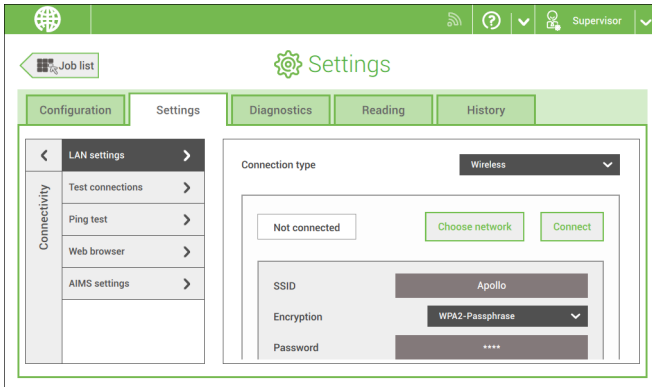 Supervisor
Job list
Settings
Configuration
Settings
Diagnostics
Reading
History
Connectivity
LAN settings
Test connections
Ping test
Web browser
AIMS settings
Connection type
Wireless
Not connected
Choose network
Connect
SSID
Apollo
Encryption
WPA2-Passphrase
Password
****